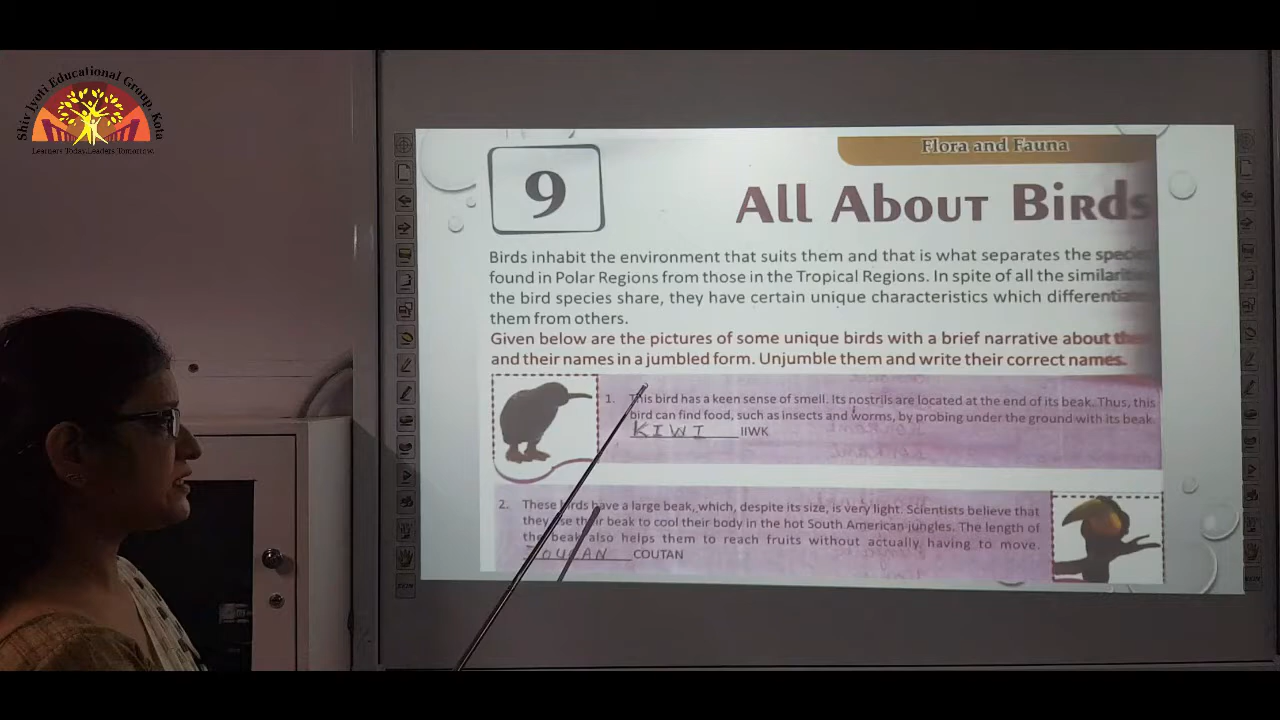 Shiv Jyoti Educational Group, Kota
Learners Today.Leaders Tomorrow.
Flora and Fauna
9
All About Birds
Birds inhabit the environment that suits them and that is what separates the
found in Polar Regions from those in the Tropical Regions. In spite of all the
the bird species share, they have certain unique characteristics which
them from others.
Given below are the pictures of some unique birds with a brief narrative about
and their names in a jumbled form. Unjumble them and write their correct names.
1. This bird has a keen sense of smell. Its nostrils are located at the end of its beak. Thus, this
bird can find food, such as insects and worms, by probing under the ground with its beak.
KIWI IIWK
2. These birds have a large beak, which, despite its size, is very light. Scientists believe that
they use their beak to cool their body in the hot South American jungles. The length of
the beak also helps them to reach fruits without actually having to move.
TOUCAN COUTAN